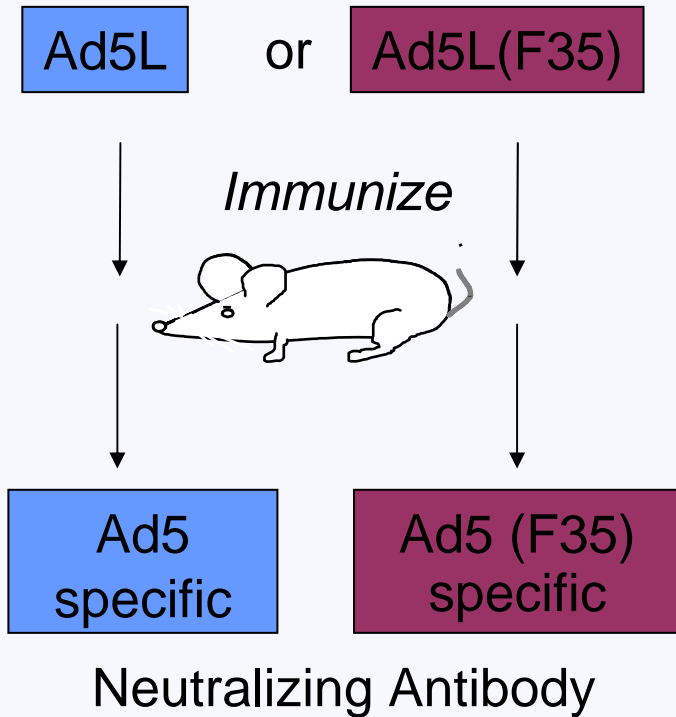 Ad5L or Ad5L(F35)
Immunize
Ad5 specific
Ad5 (F35) specific
Neutralizing Antibody